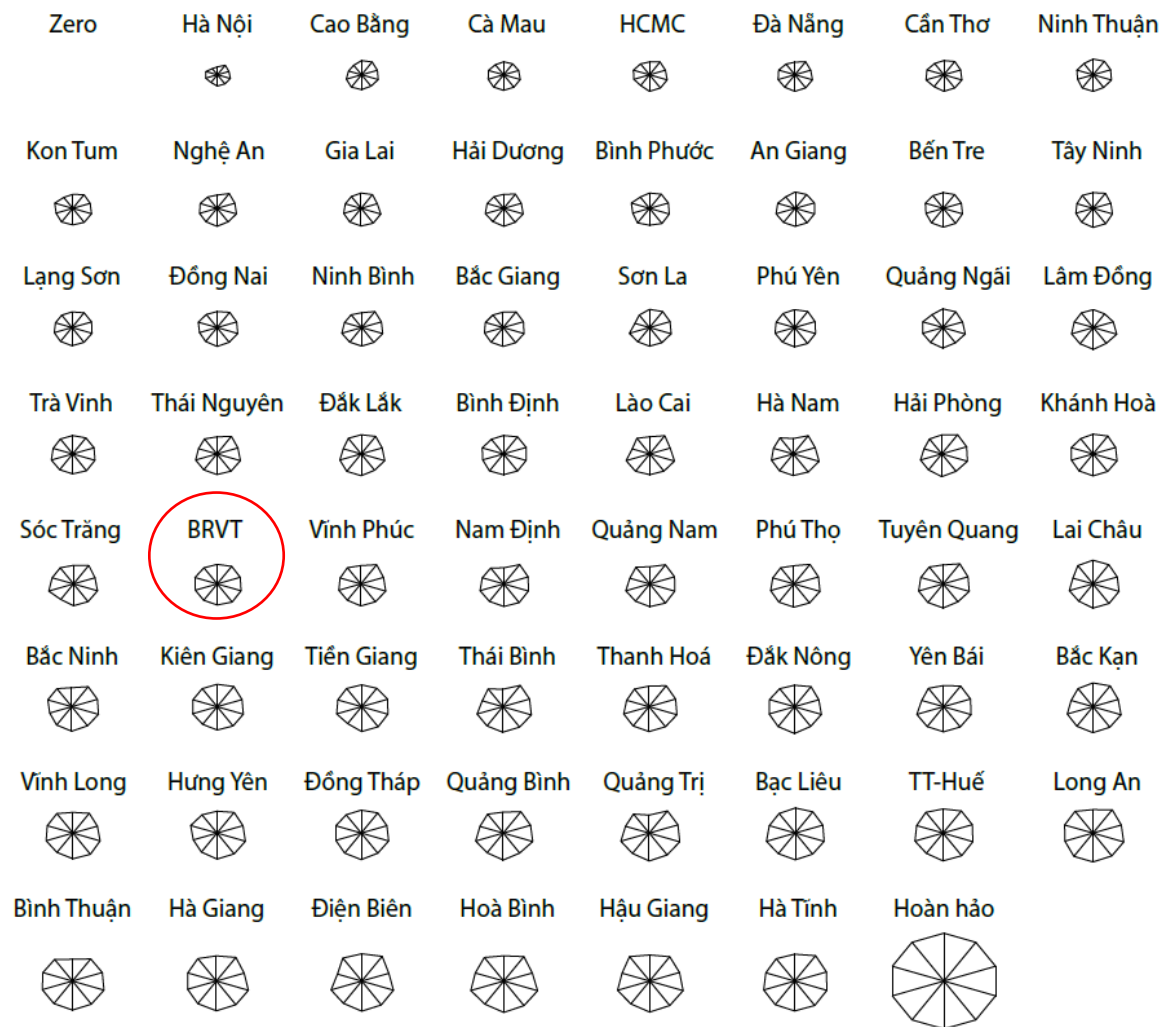 Zero Hà Nội Cao Bằng Cà Mau HCMC Đà Nẵng Cần Thơ Ninh Thuận
Kon Tum Nghệ An Gia Lai Hải Dương Bình Phước An Giang Bến Tre Tây Ninh
Lạng Sơn Đồng Nai Ninh Bình Bắc Giang Sơn La Phú Yên Quảng Ngãi Lâm Đồng
Trà Vinh Thái Nguyên Đắk Lắk Bình Định Lào Cai Hà Nam Hải Phòng Khánh Hoà
Sóc Trăng BRVT Vĩnh Phúc Nam Định Quảng Nam Phú Thọ Tuyên Quang Lai Châu
Bắc Ninh Kiên Giang Tiền Giang Thái Bình Thanh Hoá Đắk Nông Yên Bái Bắc Kạn
Vĩnh Long Hưng Yên Đồng Tháp Quảng Bình Quảng Trị Bạc Liêu TT-Huế Long An
Bình Thuận Hà Giang Điện Biên Hoà Bình Hậu Giang Hà Tĩnh Hoàn hảo